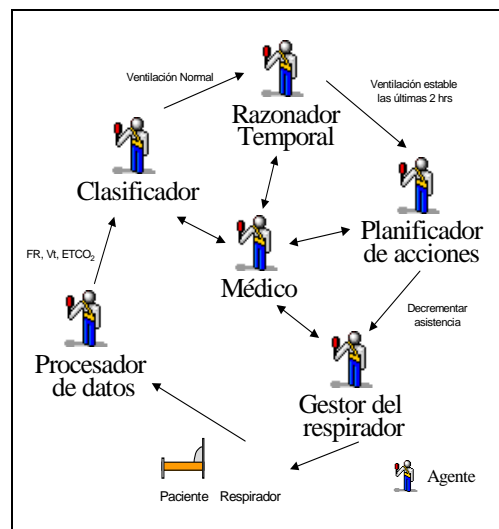 Ventilación Normal
Razonador
Temporal
Ventilación estable
las últimas 2 hrs
Clasificador
Planificador
de acciones
FR, Vt, ETCO₂
Médico
Decrementar
asistencia
Procesador
de datos
Gestor del
respirador
Paciente Respirador
Agente